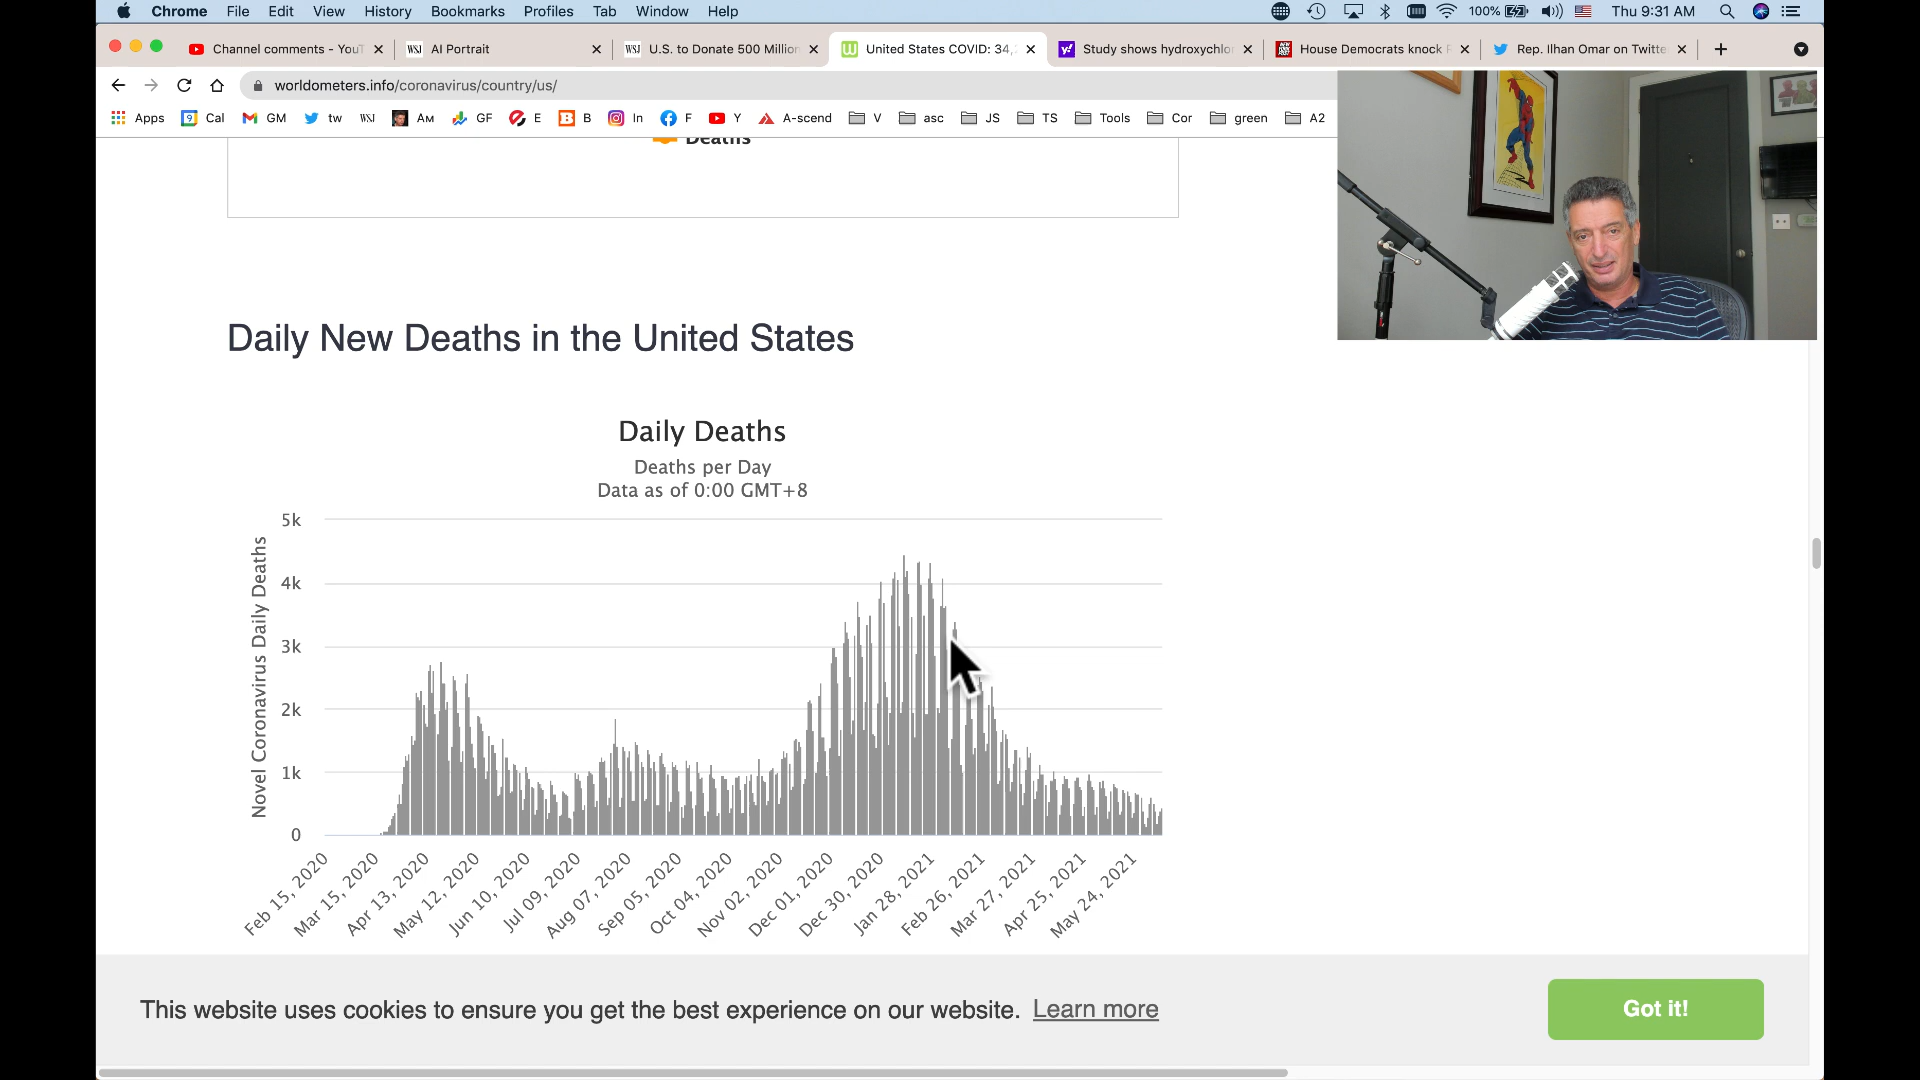 Chrome File Edit View History Bookmarks Profiles Tab Window Help 100% Thu 9:31 AM
Channel comments - YouT WSJ AI Portrait WSJ U.S. to Donate 500 Million United States COVID: 34, Study shows hydroxychlor House Democrats knock Rep. Ilhan Omar on Twitte
worldometers.info/coronavirus/country/us/
Apps Cal GM tw WSJ AM GF E B In F Y A-scend V asc JS TS Tools Cor green A2
Deaths
Daily New Deaths in the United States
Daily Deaths
Deaths per Day
Data as of 0:00 GMT+8
Novel Coronavirus Daily Deaths
5k
4k
3k
2k
1k
0
Feb 15, 2020 Mar 15, 2020 Apr 13, 2020 May 12, 2020 Jun 10, 2020 Jul 09, 2020 Aug 07, 2020 Sep 05, 2020 Oct 04, 2020 Nov 02, 2020 Dec 01, 2020 Dec 30, 2020 Jan 28, 2021 Feb 26, 2021 Mar 27, 2021 Apr 25, 2021 May 24, 2021
This website uses cookies to ensure you get the best experience on our website. Learn more
Got it!